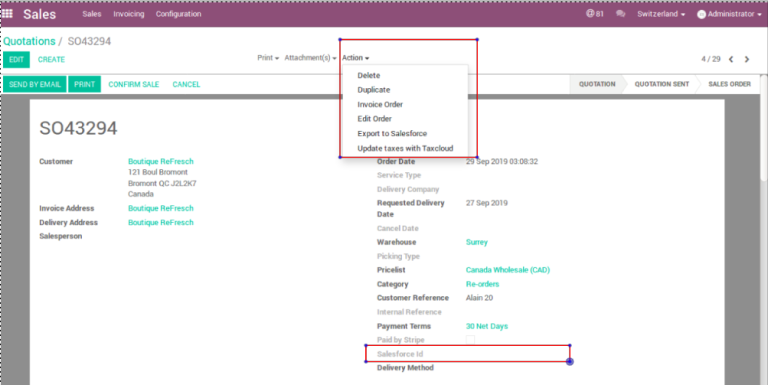 Sales Sales Invoicing Configuration 81 Switzerland Administrator
Quotations / SO43294
EDIT CREATE Print Attachment(s) Action 4 / 29
SEND BY EMAIL PRINT CONFIRM SALE CANCEL QUOTATION QUOTATION SENT SALES ORDER
Delete
Duplicate
Invoice Order
Edit Order
Export to Salesforce
Update taxes with Taxcloud
SO43294
Customer Boutique ReFresch
121 Boul Bromont
Bromont QC J2L2K7
Canada
Invoice Address Boutique ReFresch
Delivery Address Boutique ReFresch
Salesperson
Order Date 29 Sep 2019 03:08:32
Service Type
Delivery Company
Requested Delivery Date 27 Sep 2019
Cancel Date
Warehouse Surrey
Picking Type
Pricelist Canada Wholesale (CAD)
Category Re-orders
Customer Reference Alain 20
Internal Reference
Payment Terms 30 Net Days
Paid by Stripe
Salesforce Id
Delivery Method